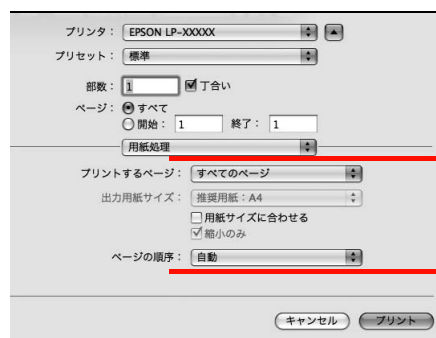 プリンタ： EPSON LP-XXXXX
プリセット： 標準
部数： 1 丁合い
ページ： すべて
開始： 1 終了： 1
用紙処理
プリントするページ： すべてのページ
出力用紙サイズ： 推奨用紙：A4
用紙サイズに合わせる
縮小のみ
ページの順序： 自動
キャンセル プリント